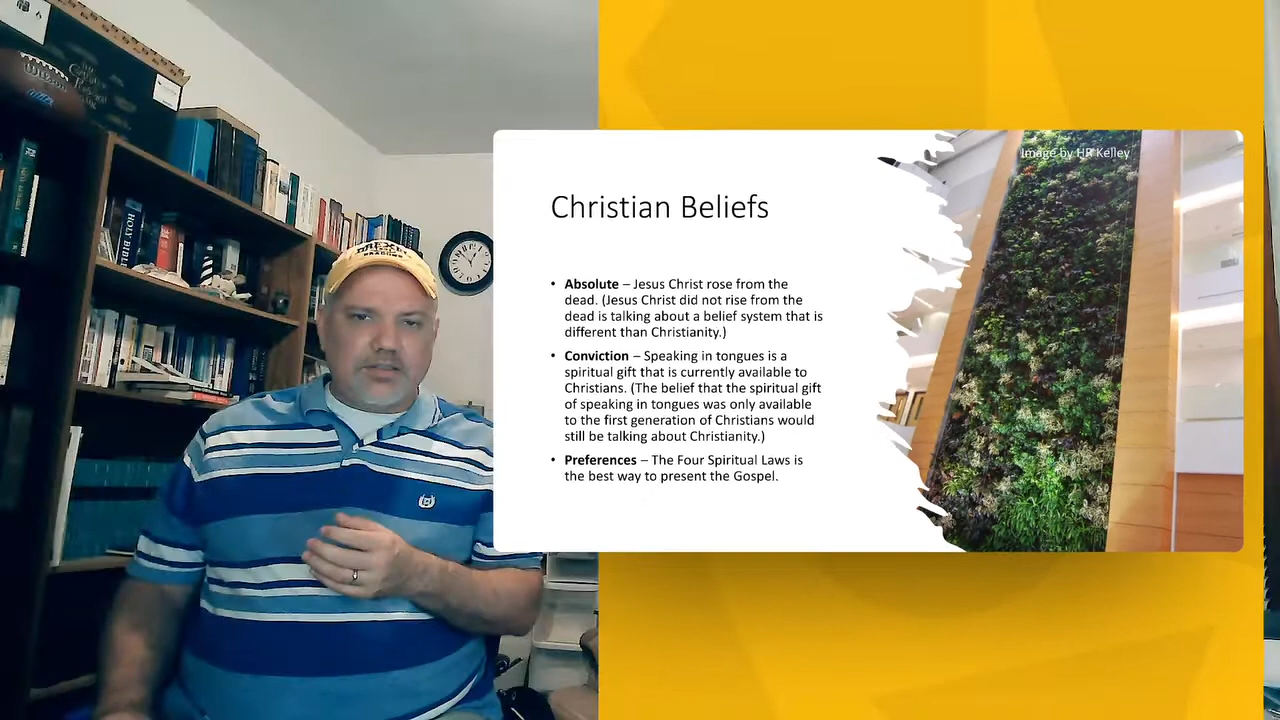 Wilson
HOLY BIBLE
Image by HR Kelley
Christian Beliefs
• Absolute – Jesus Christ rose from the
dead. (Jesus Christ did not rise from the
dead is talking about a belief system that is
different than Christianity.)
• Conviction – Speaking in tongues is a
spiritual gift that is currently available to
Christians. (The belief that the spiritual gift
of speaking in tongues was only available
to the first generation of Christians would
still be talking about Christianity.)
• Preferences – The Four Spiritual Laws is
the best way to present the Gospel.